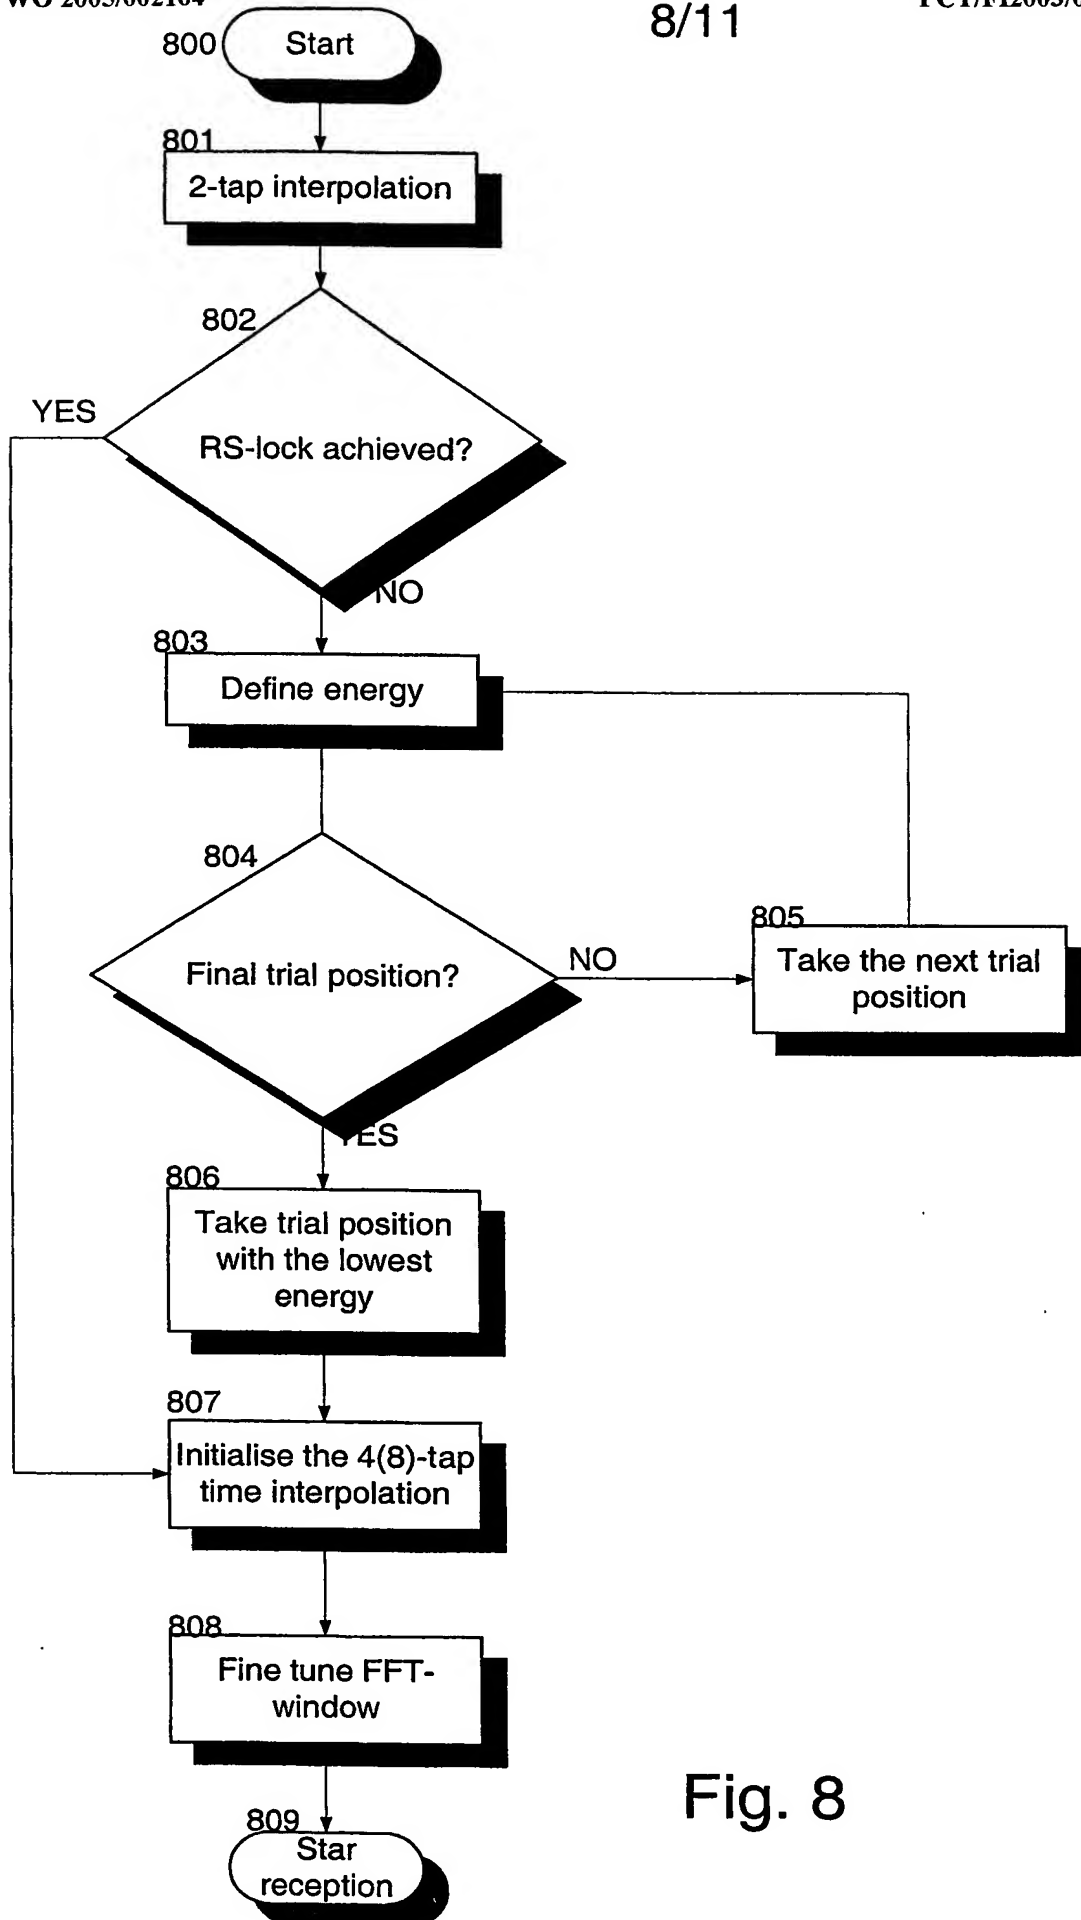 8/11
800
Start
801
2-tap interpolation
802
YES
RS-lock achieved?
NO
803
Define energy
804
Final trial position?
NO
805
Take the next trial
position
YES
806
Take trial position
with the lowest
energy
807
Initialise the 4(8)-tap
time interpolation
808
Fine tune FFT-
window
809
Star
reception
Fig. 8